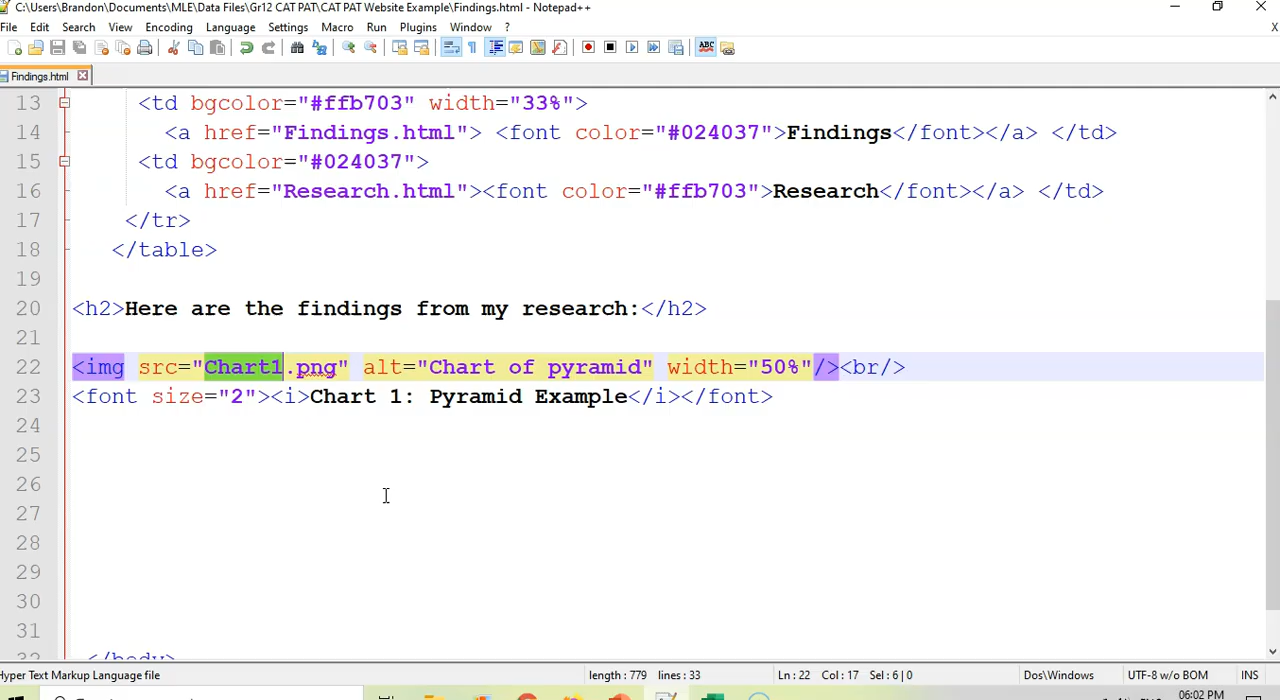 C:\Users\Brandon\Documents\MLE\Data Files\Gr12 CAT PAT\CAT PAT Website Example\Findings.html - Notepad++
File Edit Search View Encoding Language Settings Macro Run Plugins Window ?
X
Findings.html
13 <td bgcolor="#ffb703" width="33%">
14 <a href="Findings.html"> <font color="#024037">Findings</font></a> </td>
15 <td bgcolor="#024037">
16 <a href="Research.html"><font color="#ffb703">Research</font></a> </td>
17 </tr>
18 </table>
19
20 <h2>Here are the findings from my research:</h2>
21
22 <img src="Chart1.png" alt="Chart of pyramid" width="50%"/><br/>
23 <font size="2"><i>Chart 1: Pyramid Example</i></font>
24
25
26
27
28
29
30
31
32 </body>
Hyper Text Markup Language file length : 779 lines : 33 Ln : 22 Col : 17 Sel : 6 | 0 Dos\Windows UTF-8 w/o BOM INS
06:02 PM